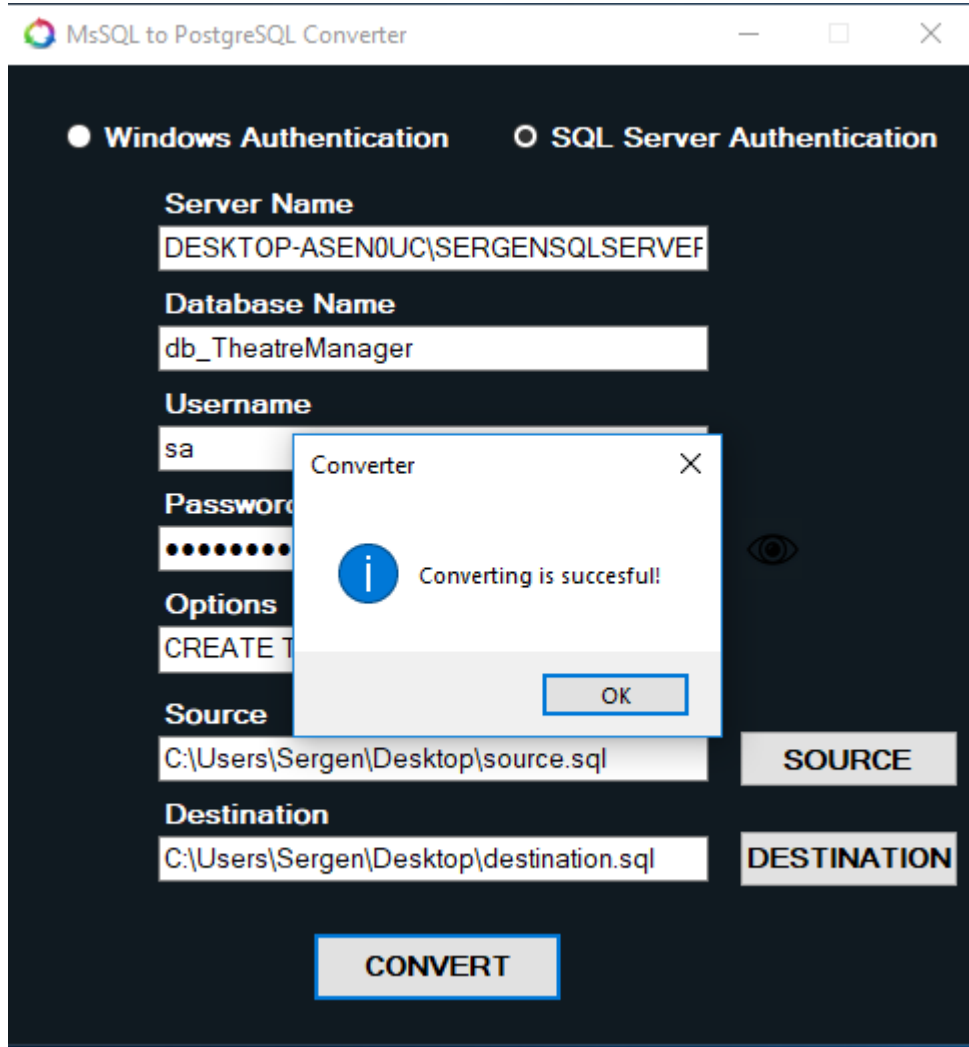 MsSQL to PostgreSQL Converter
Windows Authentication SQL Server Authentication
Server Name
DESKTOP-ASEN0UC\SERGENSQLSERVER
Database Name
db_TheatreManager
Username
sa
Converter
Password
Converting is succesful!
Options
CREATE T
OK
Source
C:\Users\Sergen\Desktop\source.sql SOURCE
Destination
C:\Users\Sergen\Desktop\destination.sql DESTINATION
CONVERT